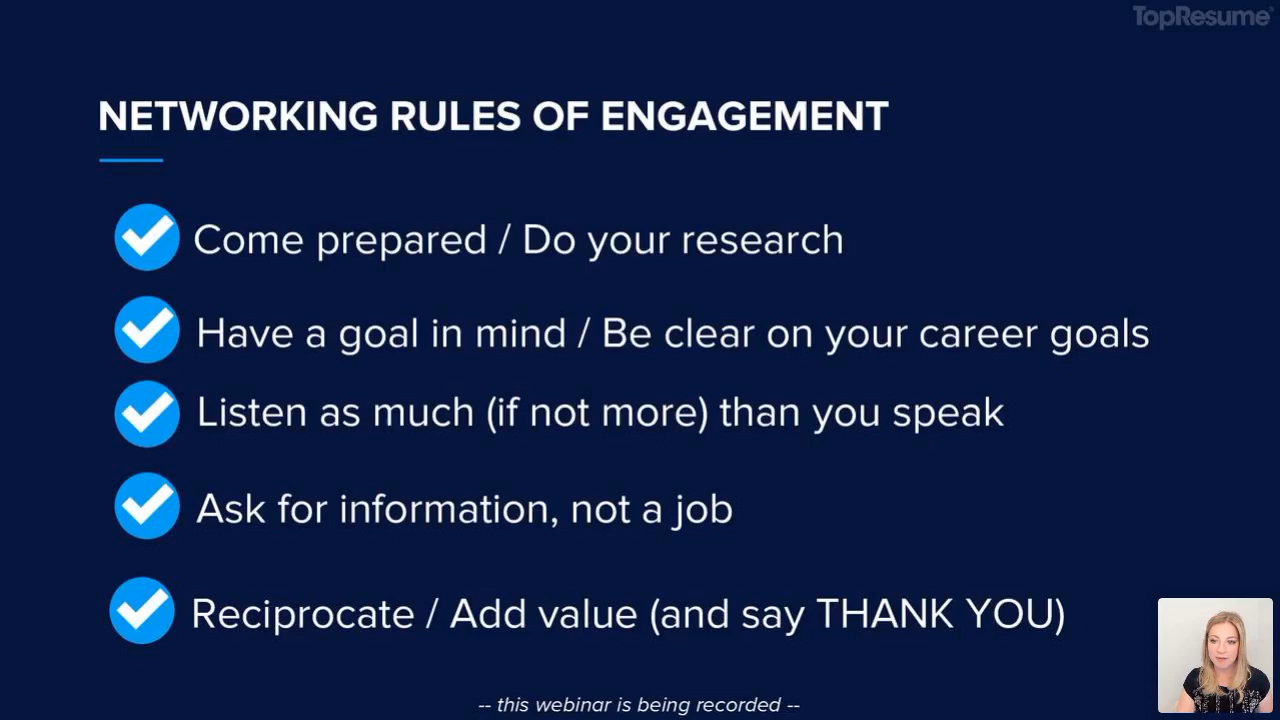 TopResume
NETWORKING RULES OF ENGAGEMENT
Come prepared / Do your research
Have a goal in mind / Be clear on your career goals
Listen as much (if not more) than you speak
Ask for information, not a job
Reciprocate / Add value (and say THANK YOU)
-- this webinar is being recorded --